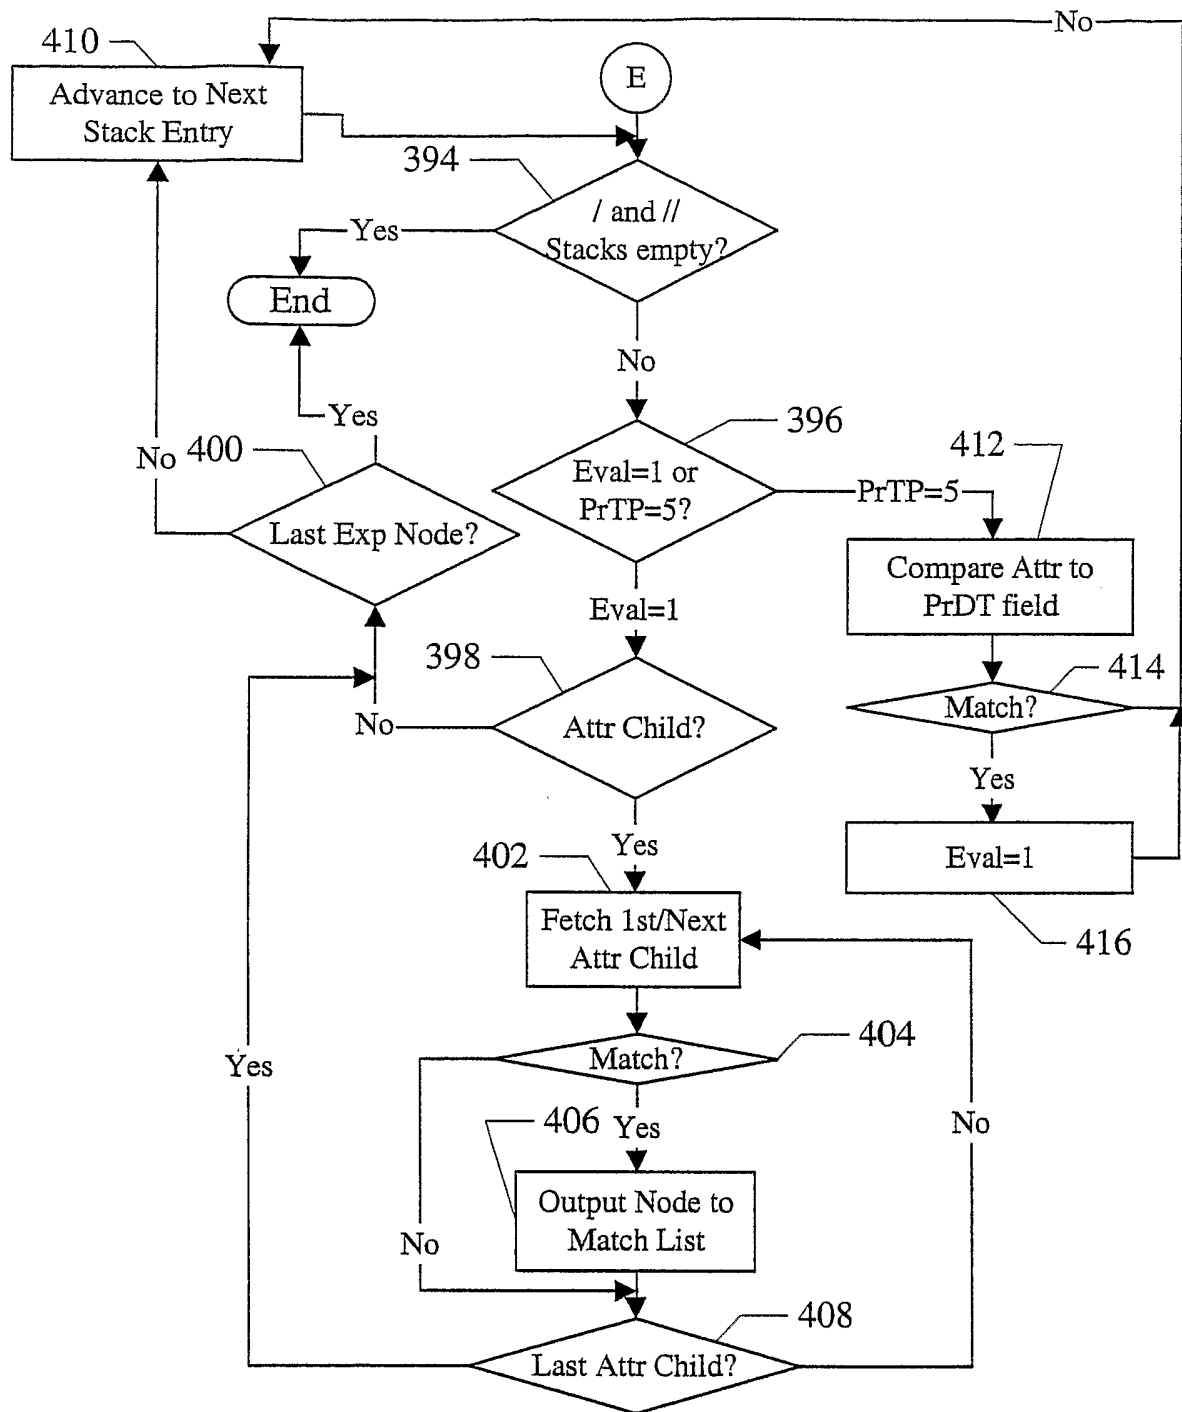 No
410
E
Advance to Next
Stack Entry
394
/ and //
Stacks empty?
Yes
End
No
Yes
396
400
No
412
Eval=1 or
PrTP=5?
PrTP=5
Last Exp Node?
Compare Attr to
PrDT field
Eval=1
398
414
No
Attr Child?
Match?
Yes
Yes
402
Eval=1
Fetch 1st/Next
Attr Child
416
404
Yes
Match?
No
406
Yes
Output Node to
Match List
No
408
Last Attr Child?